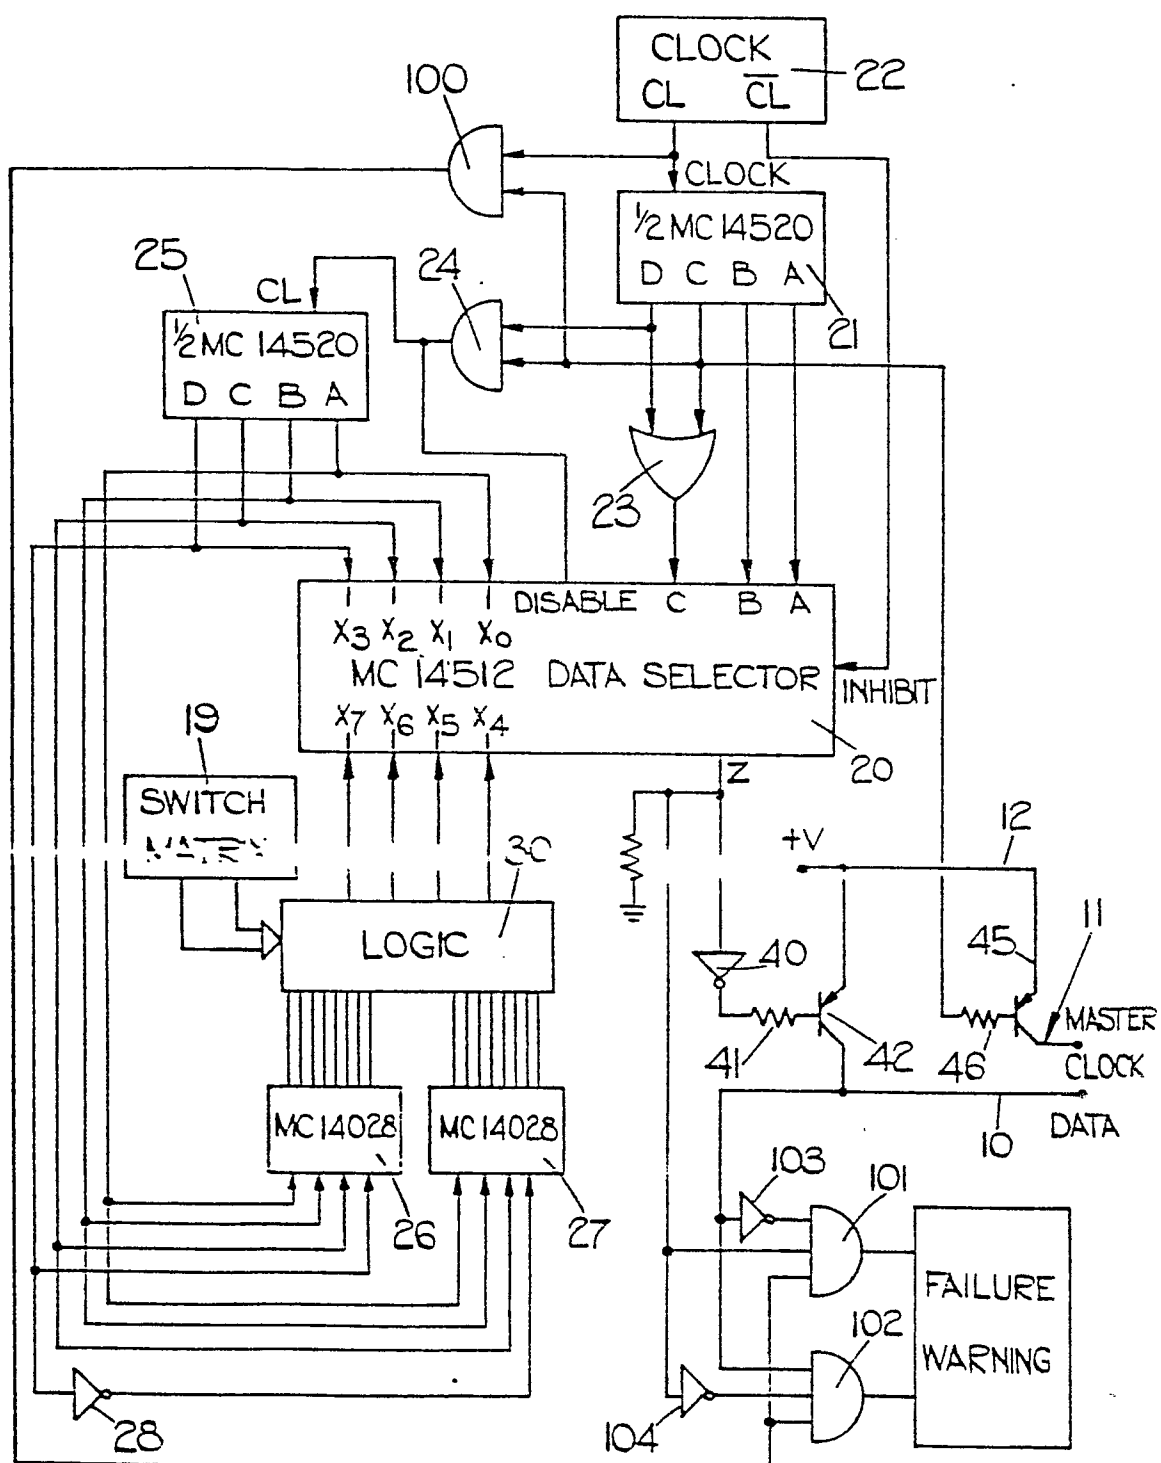 CLOCK
CL C̅L̅
22
100
CLOCK
1/2 MC 14520
D C B A
21
25
24
CL
1/2 MC 14520
D C B A
23
DISABLE C B A
X3 X2 X1 X0
MC 14512 DATA SELECTOR
INHIBIT
X7 X6 X5 X4
20
19
Z
SWITCH
+V
12
30
LOGIC
11
45
40
MASTER
CLOCK
41
42
46
MC14028
MC14028
10
DATA
26
27
103
101
FAILURE
WARNING
102
28
104